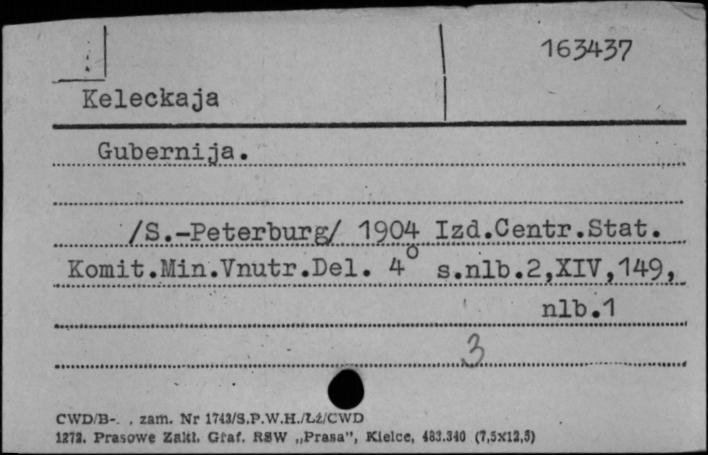 163437
Keleckaja
Gubernija.
/S.-Peterburg/ 1904 Izd.Centr.Stat.
Komit.Min.Vnutr.Del. 4° s.nlb.2,XIV,149,
nlb.1
3
CWD/B-. , zam. Nr 1743/S.P.W.H./Łź/CWD
1273. Prasowe Zakł. Graf. RSW „Prasa”, Kielce, 483.340 (7,5x12,5)